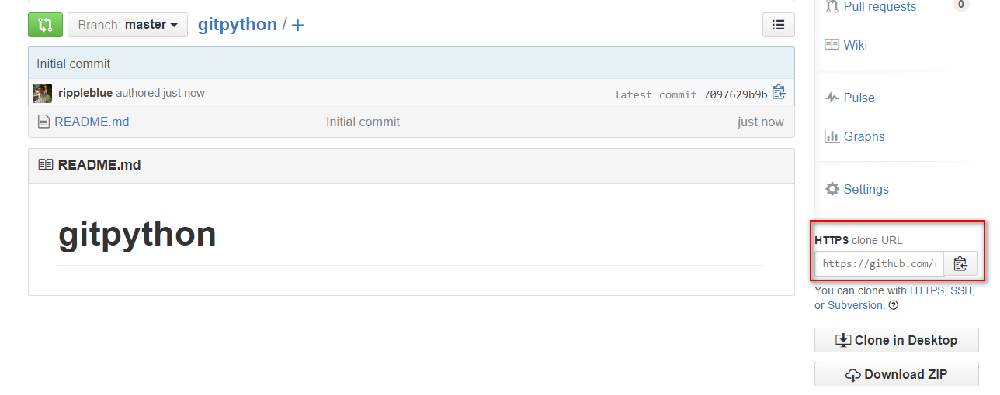 Branch: master
gitpython / +
Initial commit
rippleblue authored just now
latest commit 7097629b9b
README.md
Initial commit
just now
README.md
gitpython
Pull requests
0
Wiki
Pulse
Graphs
Settings
HTTPS clone URL
https://github.com/
You can clone with HTTPS, SSH,
or Subversion.
Clone in Desktop
Download ZIP